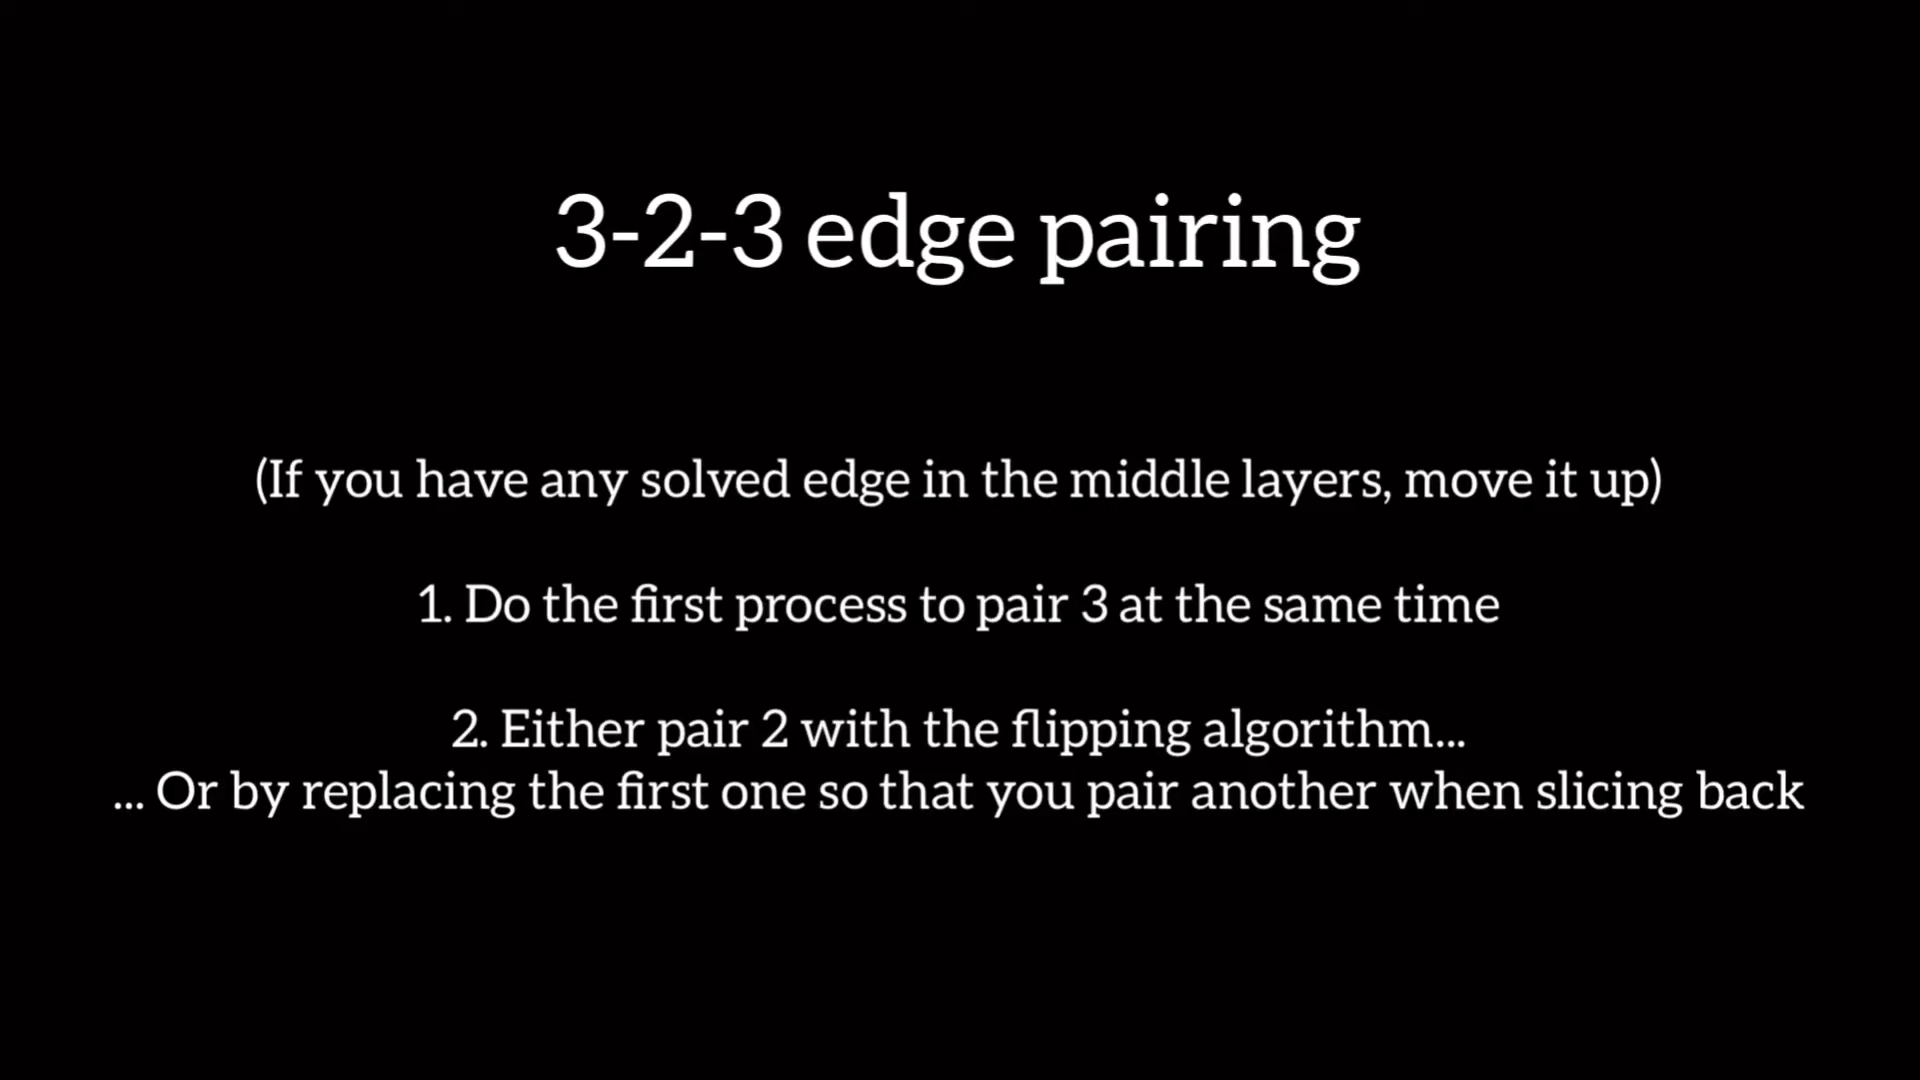 3-2-3 edge pairing
(If you have any solved edge in the middle layers, move it up)
1. Do the first process to pair 3 at the same time
2. Either pair 2 with the flipping algorithm...
... Or by replacing the first one so that you pair another when slicing back